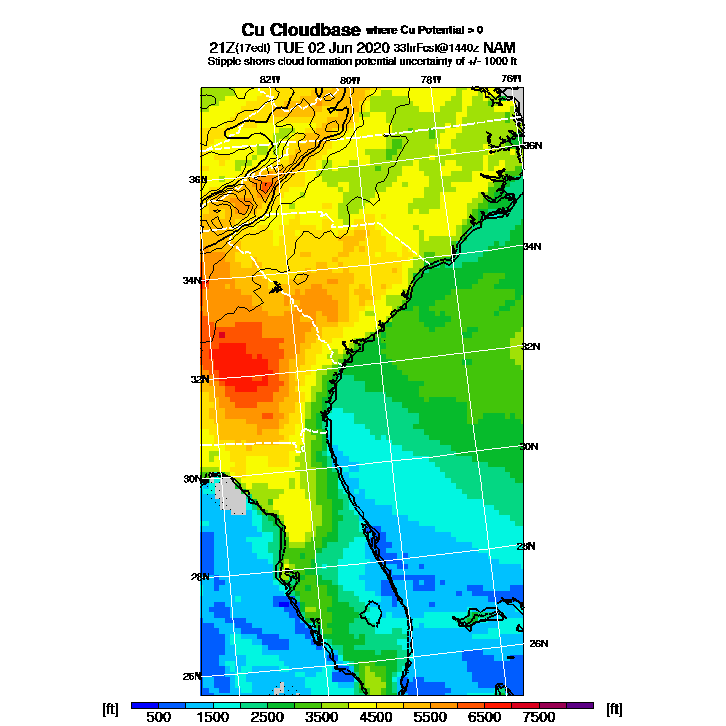 Cu Cloudbase where Cu Potential > 0
21Z(17edt) TUE 02 Jun 2020 33hrFcst@1440z NAM
Stipple shows cloud formation potential uncertainty of +/- 1000 ft
82W 80W 78W 76W
36N
36N
34N
34N
32N
32N
30N
30N
28N
28N
26N
26N
[ft] 500 1500 2500 3500 4500 5500 6500 7500 [ft]